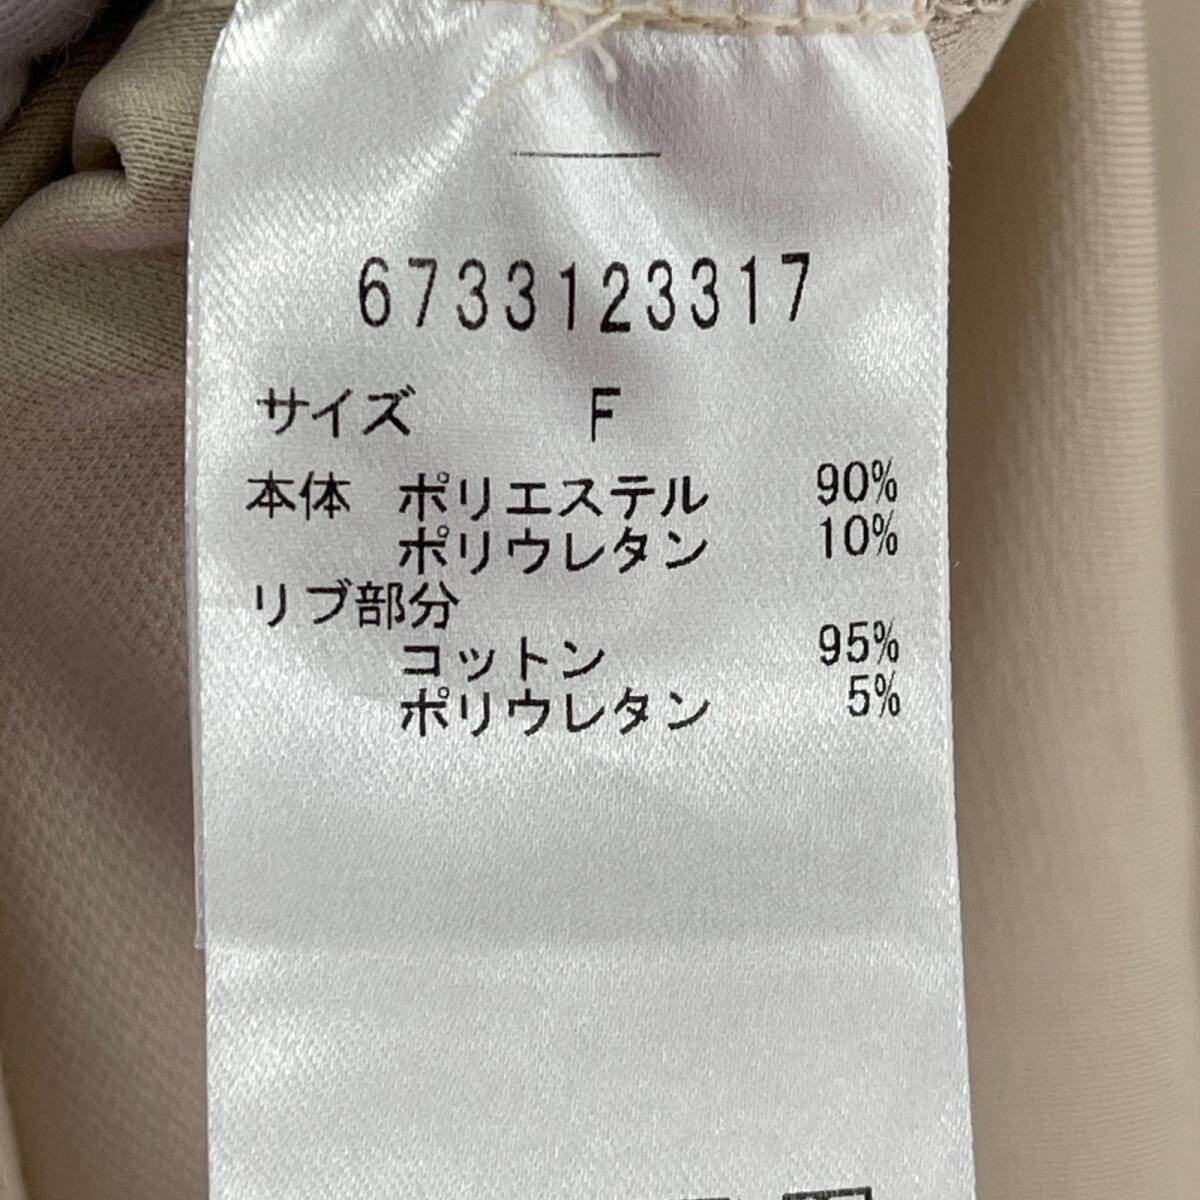 6733123317
サイズ F
本体 ポリエステル 90%
ポリウレタン 10%
リブ部分
コットン 95%
ポリウレタン 5%